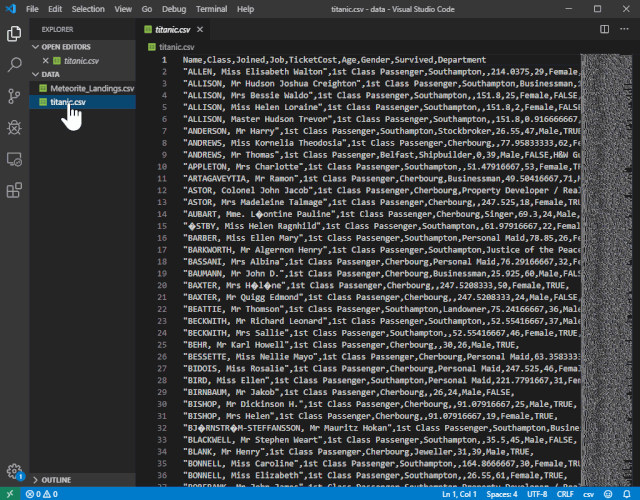 File Edit Selection View Go Debug Terminal Help titanic.csv - data - Visual Studio Code
EXPLORER
OPEN EDITORS
titanic.csv
DATA
Meteorite_Landings.csv
titanic.csv
OUTLINE
titanic.csv
titanic.csv
1 Name,Class,Joined,Job,TicketCost,Age,Gender,Survived,Department
2 "ALLEN, Miss Elisabeth Walton",1st Class Passenger,Southampton,,214.0375,29,Female,
3 "ALLISON, Mr Hudson Joshua Creighton",1st Class Passenger,Southampton,Businessman,
4 "ALLISON, Mrs Bessie Waldo",1st Class Passenger,Southampton,,151.8,25,Female,FALSE
5 "ALLISON, Miss Helen Loraine",1st Class Passenger,Southampton,,151.8,2,Female,FALS
6 "ALLISON, Master Hudson Trevor",1st Class Passenger,Southampton,,151.8,0.916666667
7 "ANDERSON, Mr Harry",1st Class Passenger,Southampton,Stockbroker,26.55,47,Male,TRUE
8 "ANDREWS, Miss Kornelia Theodosia",1st Class Passenger,Cherbourg,,77.95833333,62,Fe
9 "ANDREWS, Mr Thomas",1st Class Passenger,Belfast,Shipbuilder,0,39,Male,FALSE,H&W Gu
10 "APPLETON, Mrs Charlotte",1st Class Passenger,Southampton,,51.47916667,53,Female,T
11 "ARTAGAVEYTIA, Mr Ramon",1st Class Passenger,Cherbourg,Businessman,49.50416667,71,M
12 "ASTOR, Colonel John Jacob",1st Class Passenger,Cherbourg,Property Developer / Rea
13 "ASTOR, Mrs Madeleine Talmage",1st Class Passenger,Cherbourg,,247.525,18,Female,TR
14 "AUBART, Mme. L�ontine Pauline",1st Class Passenger,Cherbourg,Singer,69.3,24,Male,
15 "�STBY, Miss Helen Ragnhild",1st Class Passenger,Southampton,,61.97916667,22,Femal
16 "BARBER, Miss Ellen Mary",1st Class Passenger,Southampton,Personal Maid,78.85,26,Fe
17 "BARKWORTH, Mr Algernon Henry",1st Class Passenger,Southampton,Justice of the Peace
18 "BASSANI, Mrs Albina",1st Class Passenger,Cherbourg,Personal Maid,76.29166667,32,F
19 "BAUMANN, Mr John D.",1st Class Passenger,Cherbourg,Businessman,25.925,60,Male,FALS
20 "BAXTER, Mrs H�l�ne",1st Class Passenger,Cherbourg,,247.5208333,50,Female,TRUE,
21 "BAXTER, Mr Quigg Edmond",1st Class Passenger,Cherbourg,,247.5208333,24,Male,FALSE
22 "BEATTIE, Mr Thomson",1st Class Passenger,Cherbourg,Landowner,75.24166667,36,Male
23 "BECKWITH, Mr Richard Leonard",1st Class Passenger,Southampton,,52.55416667,37,Male
24 "BECKWITH, Mrs Sallie",1st Class Passenger,Southampton,,52.55416667,46,Female,TRUE
25 "BEHR, Mr Karl Howell",1st Class Passenger,Cherbourg,,30,26,Male,TRUE,
26 "BESSETTE, Miss Nellie Mayo",1st Class Passenger,Cherbourg,Personal Maid,63.3583333
27 "BIDOIS, Miss Rosalie",1st Class Passenger,Cherbourg,Personal Maid,247.525,46,Femal
28 "BIRD, Miss Ellen",1st Class Passenger,Southampton,Personal Maid,221.7791667,31,Fem
29 "BIRNBAUM, Mr Jakob",1st Class Passenger,Cherbourg,,26,24,Male,FALSE,
30 "BISHOP, Mr Dickinson H.",1st Class Passenger,Cherbourg,,91.07916667,25,Male,TRUE,
31 "BISHOP, Mrs Helen",1st Class Passenger,Cherbourg,,91.07916667,19,Female,TRUE,
32 "BJ�RNSTR�M-STEFFANSSON, Mr Mauritz Hokan",1st Class Passenger,Southampton,Busine
33 "BLACKWELL, Mr Stephen Weart",1st Class Passenger,Southampton,,35.5,45,Male,FALSE,
34 "BLANK, Mr Henry",1st Class Passenger,Cherbourg,Jeweller,31,39,Male,TRUE,
35 "BONNELL, Miss Caroline",1st Class Passenger,Southampton,,164.8666667,30,Female,TR
36 "BONNELL, Miss Elizabeth",1st Class Passenger,Southampton,,26.55,61,Female,TRUE,
0 0 Ln 1, Col 1 Spaces: 4 UTF-8 CRLF csv